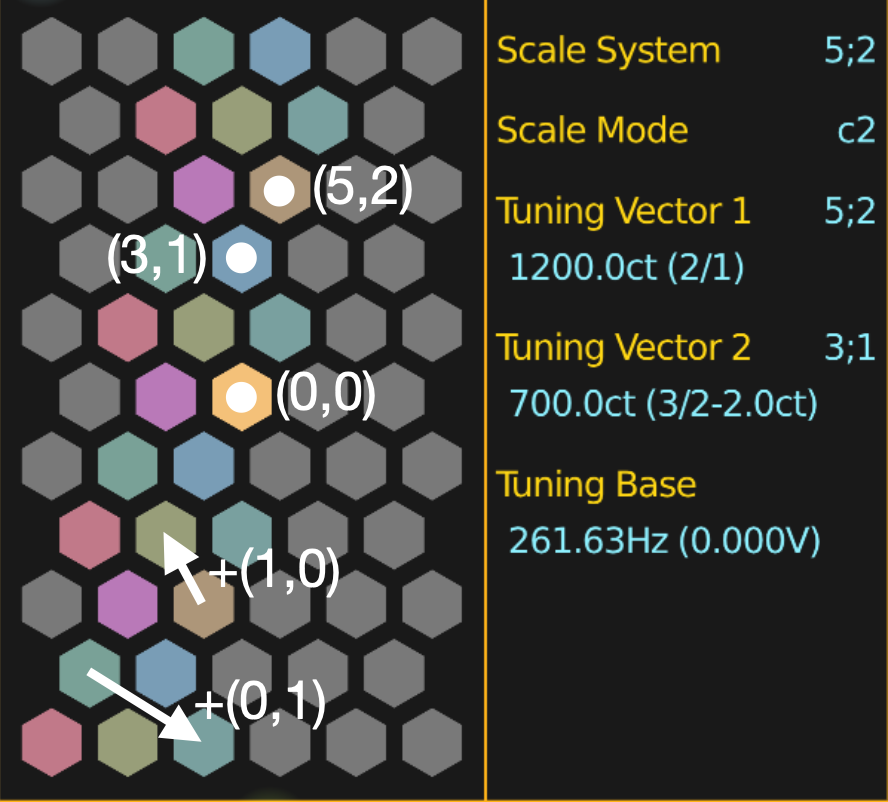 Scale System 5;2
Scale Mode c2
(5,2)
Tuning Vector 1 5;2
(3,1)
1200.0ct (2/1)
Tuning Vector 2 3;1
(0,0)
700.0ct (3/2-2.0ct)
Tuning Base
261.63Hz (0.000V)
+(1,0)
+(0,1)